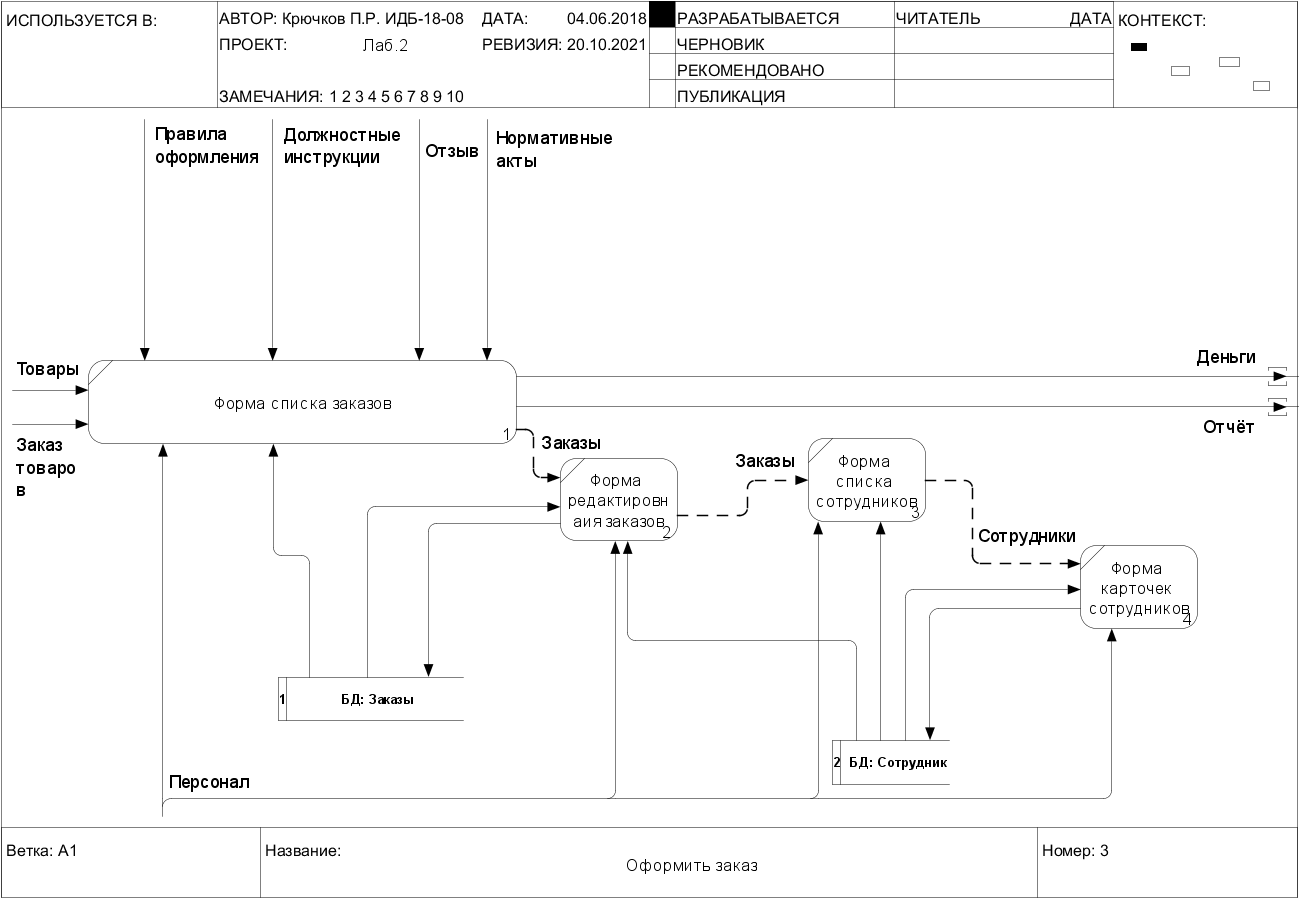 ИСПОЛЬЗУЕТСЯ В:
АВТОР: Крючков П.Р. ИДБ-18-08
ДАТА: 04.06.2018
ПРОЕКТ: Лаб.2
РЕВИЗИЯ: 20.10.2021
ЗАМЕЧАНИЯ: 1 2 3 4 5 6 7 8 9 10
РАЗРАБАТЫВАЕТСЯ
ЧЕРНОВИК
РЕКОМЕНДОВАНО
ПУБЛИКАЦИЯ
ЧИТАТЕЛЬ
ДАТА
КОНТЕКСТ:
Правила
оформления
Должностные
инструкции
Отзыв
Нормативные
акты
Товары
Заказ
товаро
в
Форма списка заказов
1
Деньги
Отчёт
Заказы
Форма
редактировн
аия заказов
2
Заказы
Форма
списка
сотрудников
3
Сотрудники
Форма
карточек
сотрудников
4
1
БД: Заказы
2
БД: Сотрудник
Персонал
Ветка: A1
Название:
Оформить заказ
Номер: 3